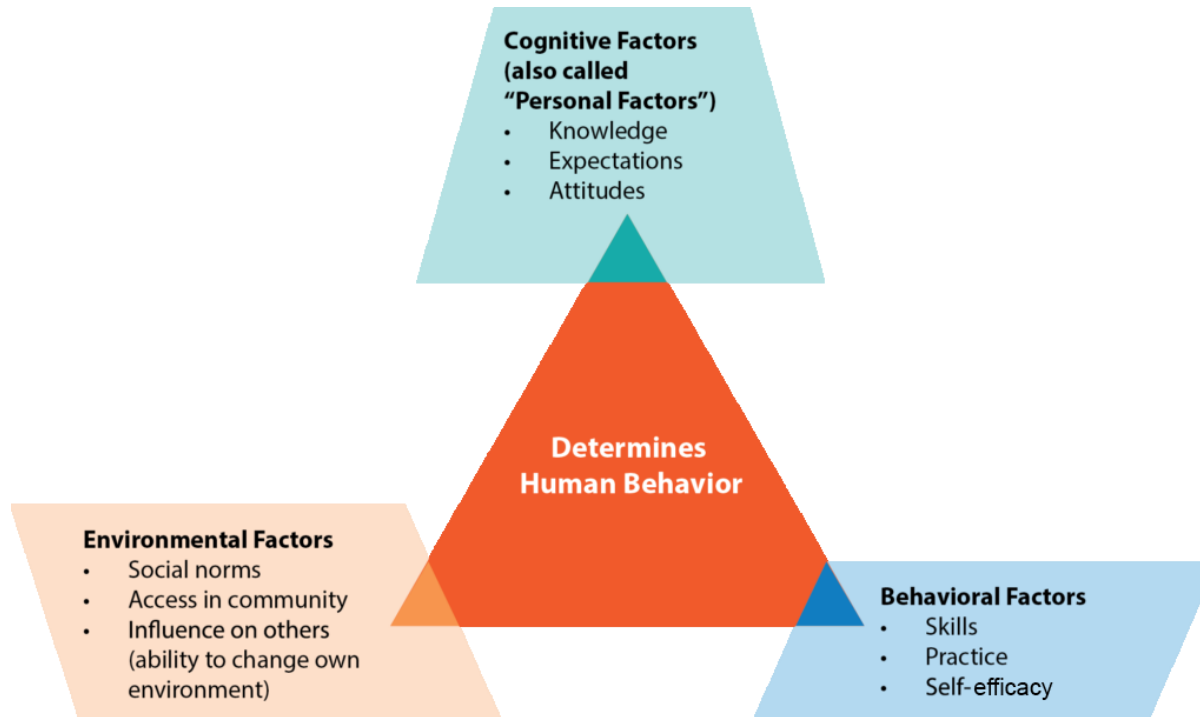 Cognitive Factors
(also called
“Personal Factors”)
• Knowledge
• Expectations
• Attitudes
Determines
Human Behavior
Environmental Factors
• Social norms
• Access in community
• Influence on others
(ability to change own
environment)
Behavioral Factors
• Skills
• Practice
• Self-efficacy